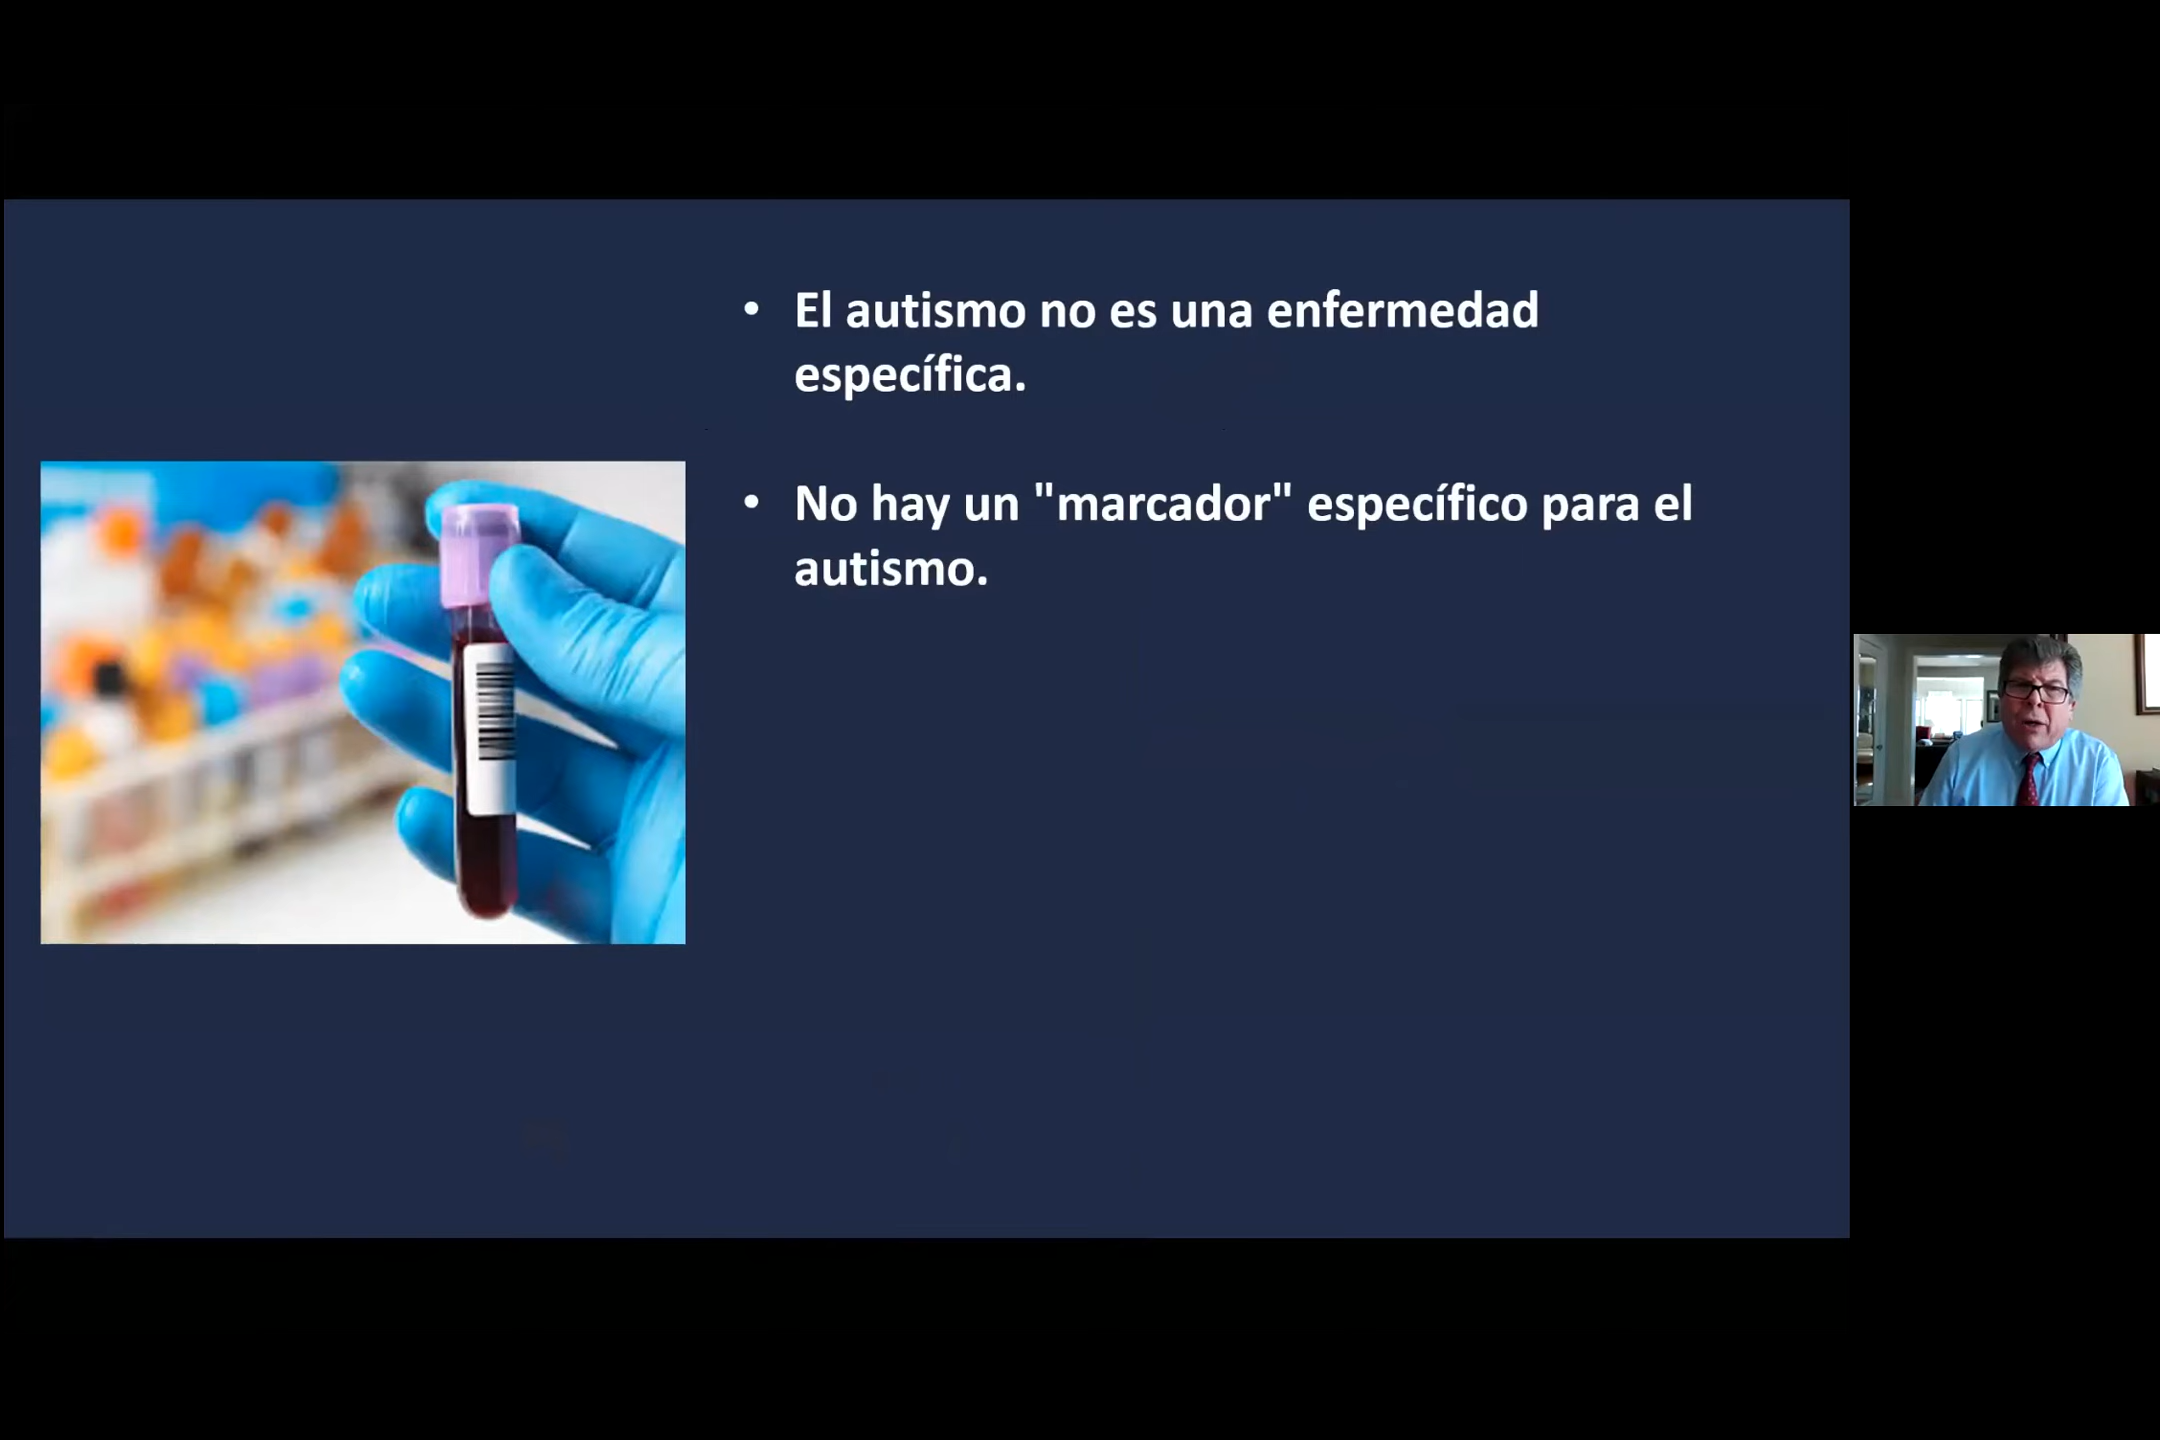 • El autismo no es una enfermedad
específica.
• No hay un "marcador" específico para el
autismo.